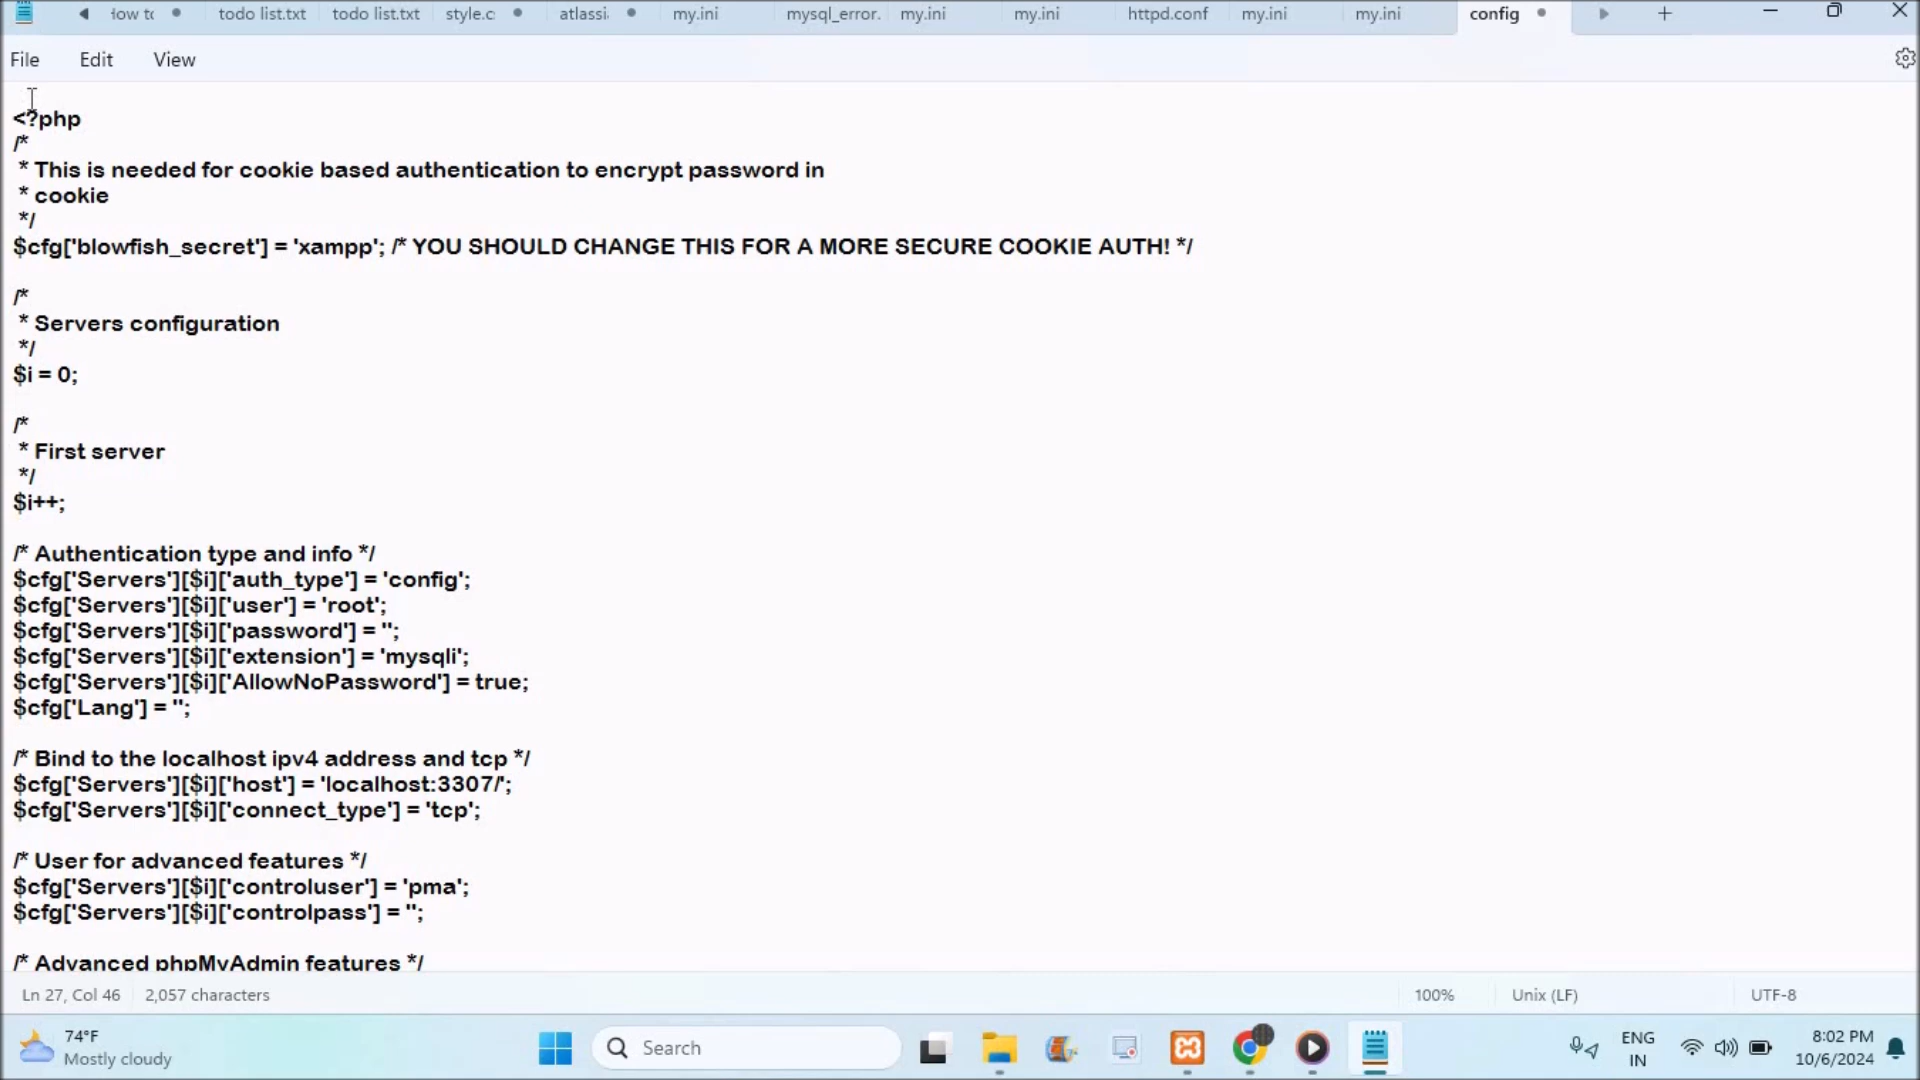 How to
todo list.txt
todo list.txt
style.c
atlassi
my.ini
mysql_error.
my.ini
my.ini
httpd.conf
my.ini
my.ini
config
File
Edit
View
<?php
/*
* This is needed for cookie based authentication to encrypt password in
* cookie
*/
$cfg['blowfish_secret'] = 'xampp'; /* YOU SHOULD CHANGE THIS FOR A MORE SECURE COOKIE AUTH! */
/*
* Servers configuration
*/
$i = 0;
/*
* First server
*/
$i++;
/* Authentication type and info */
$cfg['Servers'][$i]['auth_type'] = 'config';
$cfg['Servers'][$i]['user'] = 'root';
$cfg['Servers'][$i]['password'] = '';
$cfg['Servers'][$i]['extension'] = 'mysqli';
$cfg['Servers'][$i]['AllowNoPassword'] = true;
$cfg['Lang'] = '';
/* Bind to the localhost ipv4 address and tcp */
$cfg['Servers'][$i]['host'] = 'localhost:3307/';
$cfg['Servers'][$i]['connect_type'] = 'tcp';
/* User for advanced features */
$cfg['Servers'][$i]['controluser'] = 'pma';
$cfg['Servers'][$i]['controlpass'] = '';
/* Advanced phpMyAdmin features */
Ln 27, Col 46
2,057 characters
100%
Unix (LF)
UTF-8
74°F
Mostly cloudy
Search
ENG
IN
8:02 PM
10/6/2024